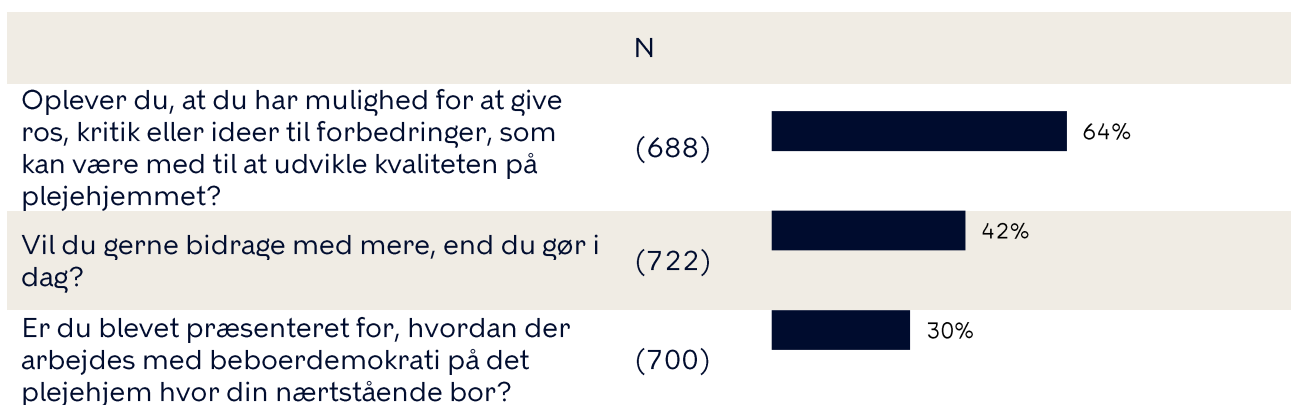 N
Oplever du, at du har mulighed for at give
ros, kritik eller ideer til forbedringer, som
kan være med til at udvikle kvaliteten på
plejehjemmet?
(688)
64%
Vil du gerne bidrage med mere, end du gør i
dag?
(722)
42%
Er du blevet præsenteret for, hvordan der
arbejdes med beboerdemokrati på det
plejehjem hvor din nærtstående bor?
(700)
30%